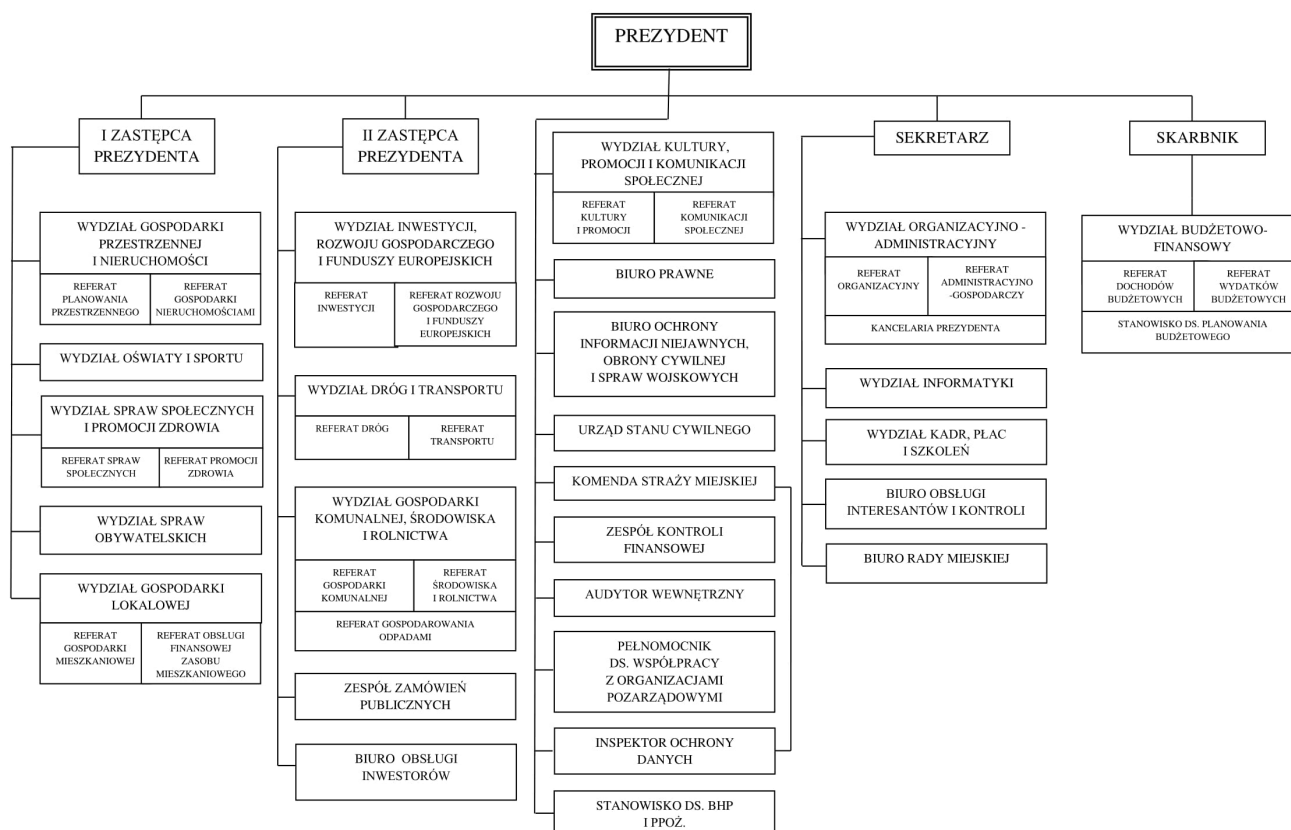 PREZYDENT
I ZASTĘPCA
PREZYDENTA
WYDZIAŁ GOSPODARKI
PRZESTRZENNEJ
I NIERUCHOMOŚCI
REFERAT
PLANOWANIA
PRZESTRZENNEGO
REFERAT
GOSPODARKI
NIERUCHOMOŚCIAMI
WYDZIAŁ OŚWIATY I SPORTU
WYDZIAŁ SPRAW SPOŁECZNYCH
I PROMOCJI ZDROWIA
REFERAT SPRAW
SPOŁECZNYCH
REFERAT PROMOCJI
ZDROWIA
WYDZIAŁ SPRAW
OBYWATELSKICH
WYDZIAŁ GOSPODARKI
LOKALOWEJ
REFERAT
GOSPODARKI
MIESZKANIOWEJ
REFERAT OBSŁUGI
FINANSOWEJ
ZASOBU
MIESZKANIOWEGO
II ZASTĘPCA
PREZYDENTA
WYDZIAŁ INWESTYCJI,
ROZWOJU GOSPODARCZEGO
I FUNDUSZY EUROPEJSKICH
REFERAT
INWESTYCJI
REFERAT ROZWOJU
GOSPODARCZEGO
I FUNDUSZY
EUROPEJSKICH
WYDZIAŁ DRÓG I TRANSPORTU
REFERAT DRÓG
REFERAT
TRANSPORTU
WYDZIAŁ GOSPODARKI
KOMUNALNEJ, ŚRODOWISKA
I ROLNICTWA
REFERAT
GOSPODARKI
KOMUNALNEJ
REFERAT
ŚRODOWISKA
I ROLNICTWA
REFERAT GOSPODAROWANIA
ODPADAMI
ZESPÓŁ ZAMÓWIEŃ
PUBLICZNYCH
BIURO OBSŁUGI
INWESTORÓW
WYDZIAŁ KULTURY,
PROMOCJI I KOMUNIKACJI
SPOŁECZNEJ
REFERAT
KULTURY
I PROMOCJI
REFERAT
KOMUNIKACJI
SPOŁECZNEJ
BIURO PRAWNE
BIURO OCHRONY
INFORMACJI NIEJAWNYCH,
OBRONY CYWILNEJ
I SPRAW WOJSKOWYCH
URZĄD STANU CYWILNEGO
KOMENDA STRAŻY MIEJSKIEJ
ZESPÓŁ KONTROLI
FINANSOWEJ
AUDYTOR WEWNĘTRZNY
PEŁNOMOCNIK
DS. WSPÓŁPRACY
Z ORGANIZACJAMI
POZARZĄDOWYMI
INSPEKTOR OCHRONY
DANYCH
STANOWISKO DS. BHP
I PPOŻ.
SEKRETARZ
WYDZIAŁ ORGANIZACYJNO -
ADMINISTRACYJNY
REFERAT
ORGANIZACYJNY
REFERAT
ADMINISTRACYJNO
-GOSPODARCZY
KANCELARIA PREZYDENTA
WYDZIAŁ INFORMATYKI
WYDZIAŁ KADR, PŁAC
I SZKOLEŃ
BIURO OBSŁUGI
INTERESANTÓW I KONTROLI
BIURO RADY MIEJSKIEJ
SKARBNIK
WYDZIAŁ BUDŻETOWO-
FINANSOWY
REFERAT
DOCHODÓW
BUDŻETOWYCH
REFERAT
WYDATKÓW
BUDŻETOWYCH
STANOWISKO DS. PLANOWANIA
BUDŻETOWEGO